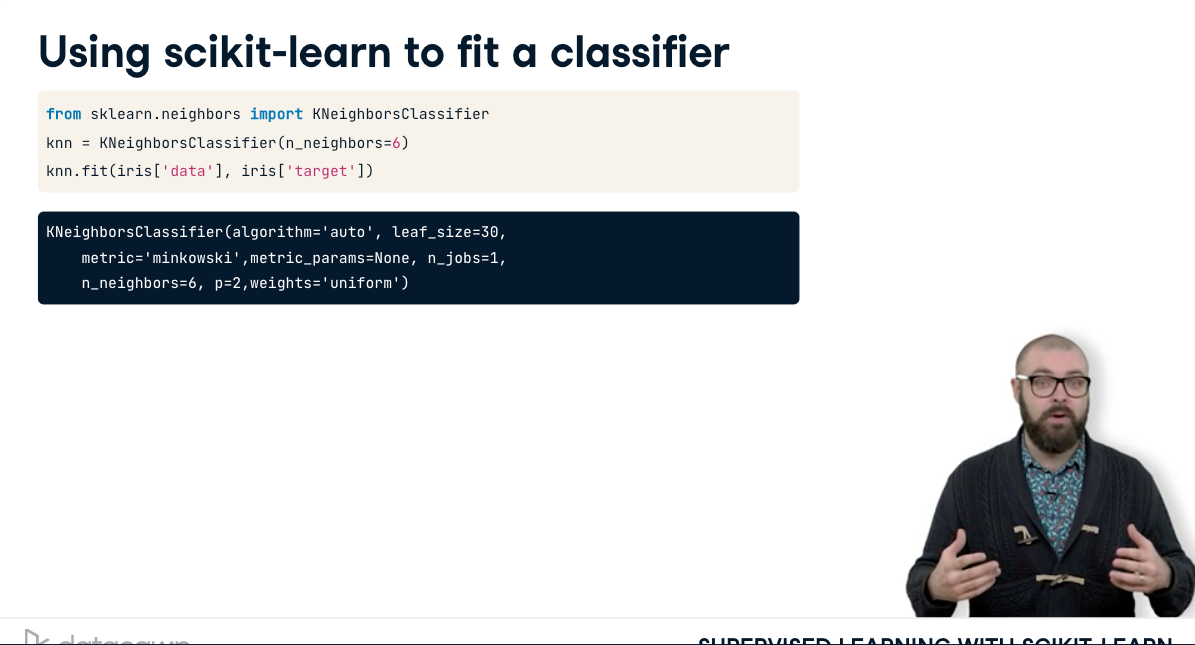 Using scikit-learn to fit a classifier
from sklearn.neighbors import KNeighborsClassifier
knn = KNeighborsClassifier(n_neighbors=6)
knn.fit(iris['data'], iris['target'])
KNeighborsClassifier(algorithm='auto', leaf_size=30,
    metric='minkowski',metric_params=None, n_jobs=1,
    n_neighbors=6, p=2,weights='uniform')
datacamp
SUPERVISED LEARNING WITH SCIKIT-LEARN